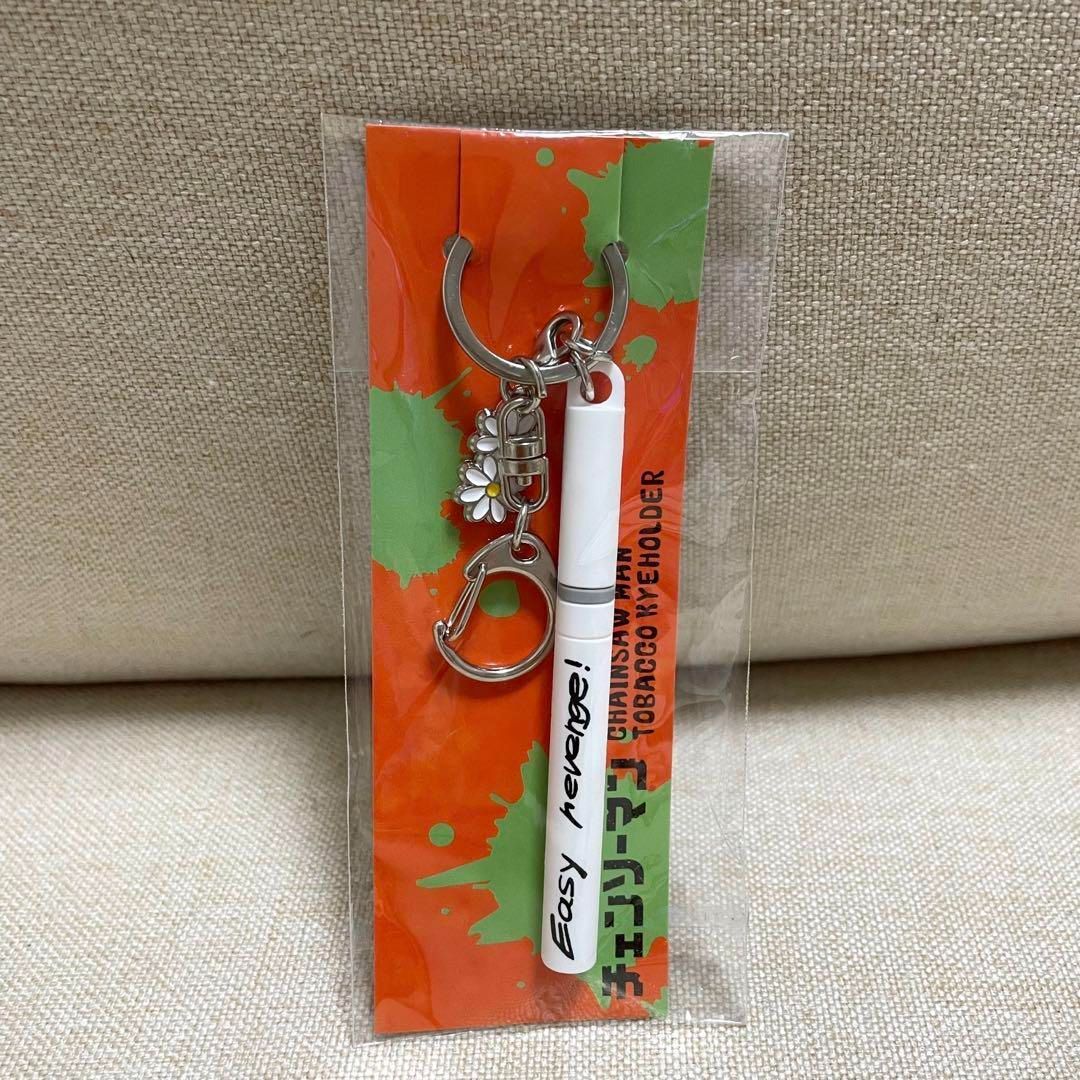 Easy revenge!
チェンソーマン
CHAINSAW MAN
TOBACCO KYEHOLDER